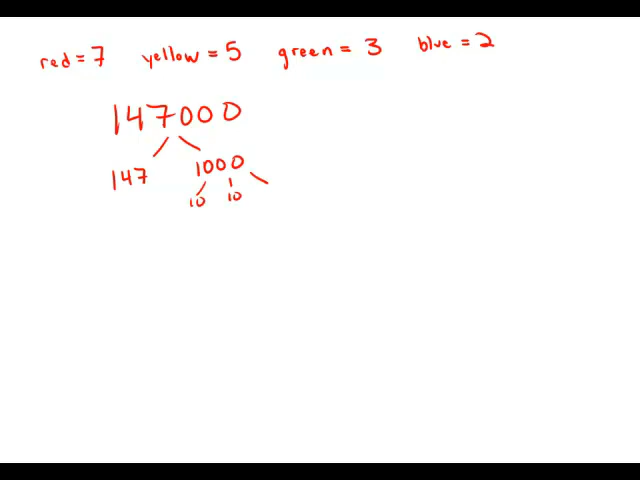 red = 7 yellow = 5 green = 3 blue = 2
147000
147 1000
10 10